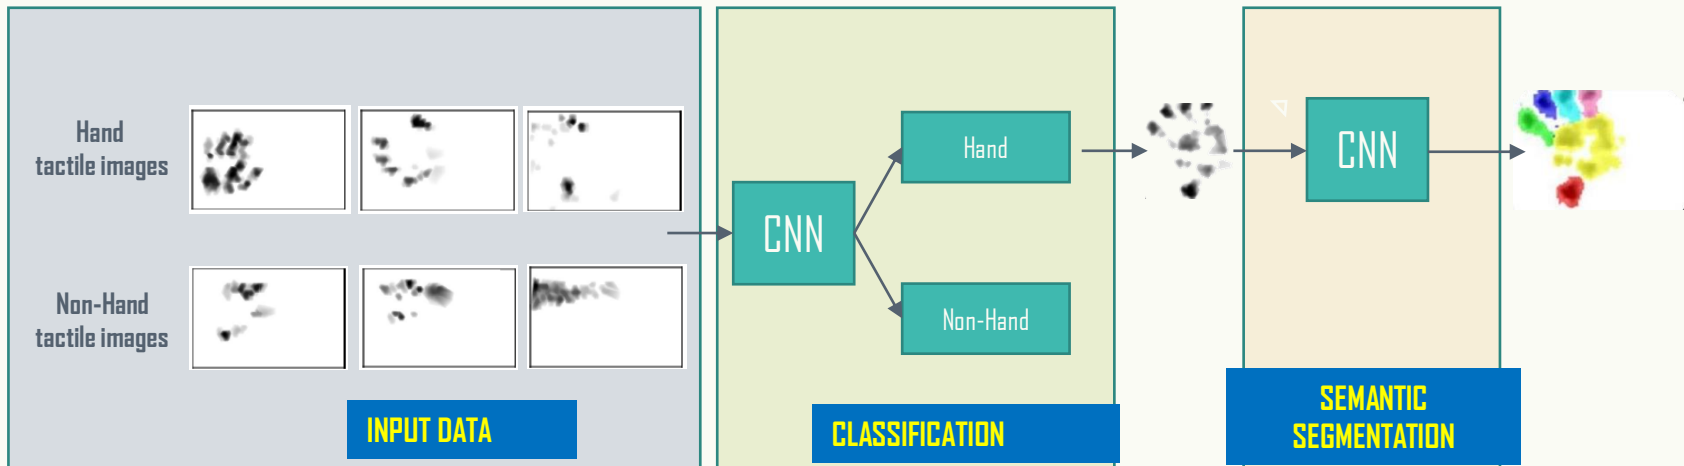 Hand
tactile images
Non-Hand
tactile images
INPUT DATA
CNN
Hand
Non-Hand
CLASSIFICATION
CNN
SEMANTIC
SEGMENTATION